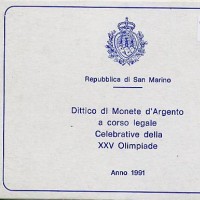 Repubblica di San Marino
Dittico di Monete d'Argento
a corso legale
Celebrative della
XXV Olimpiade
Anno 1991